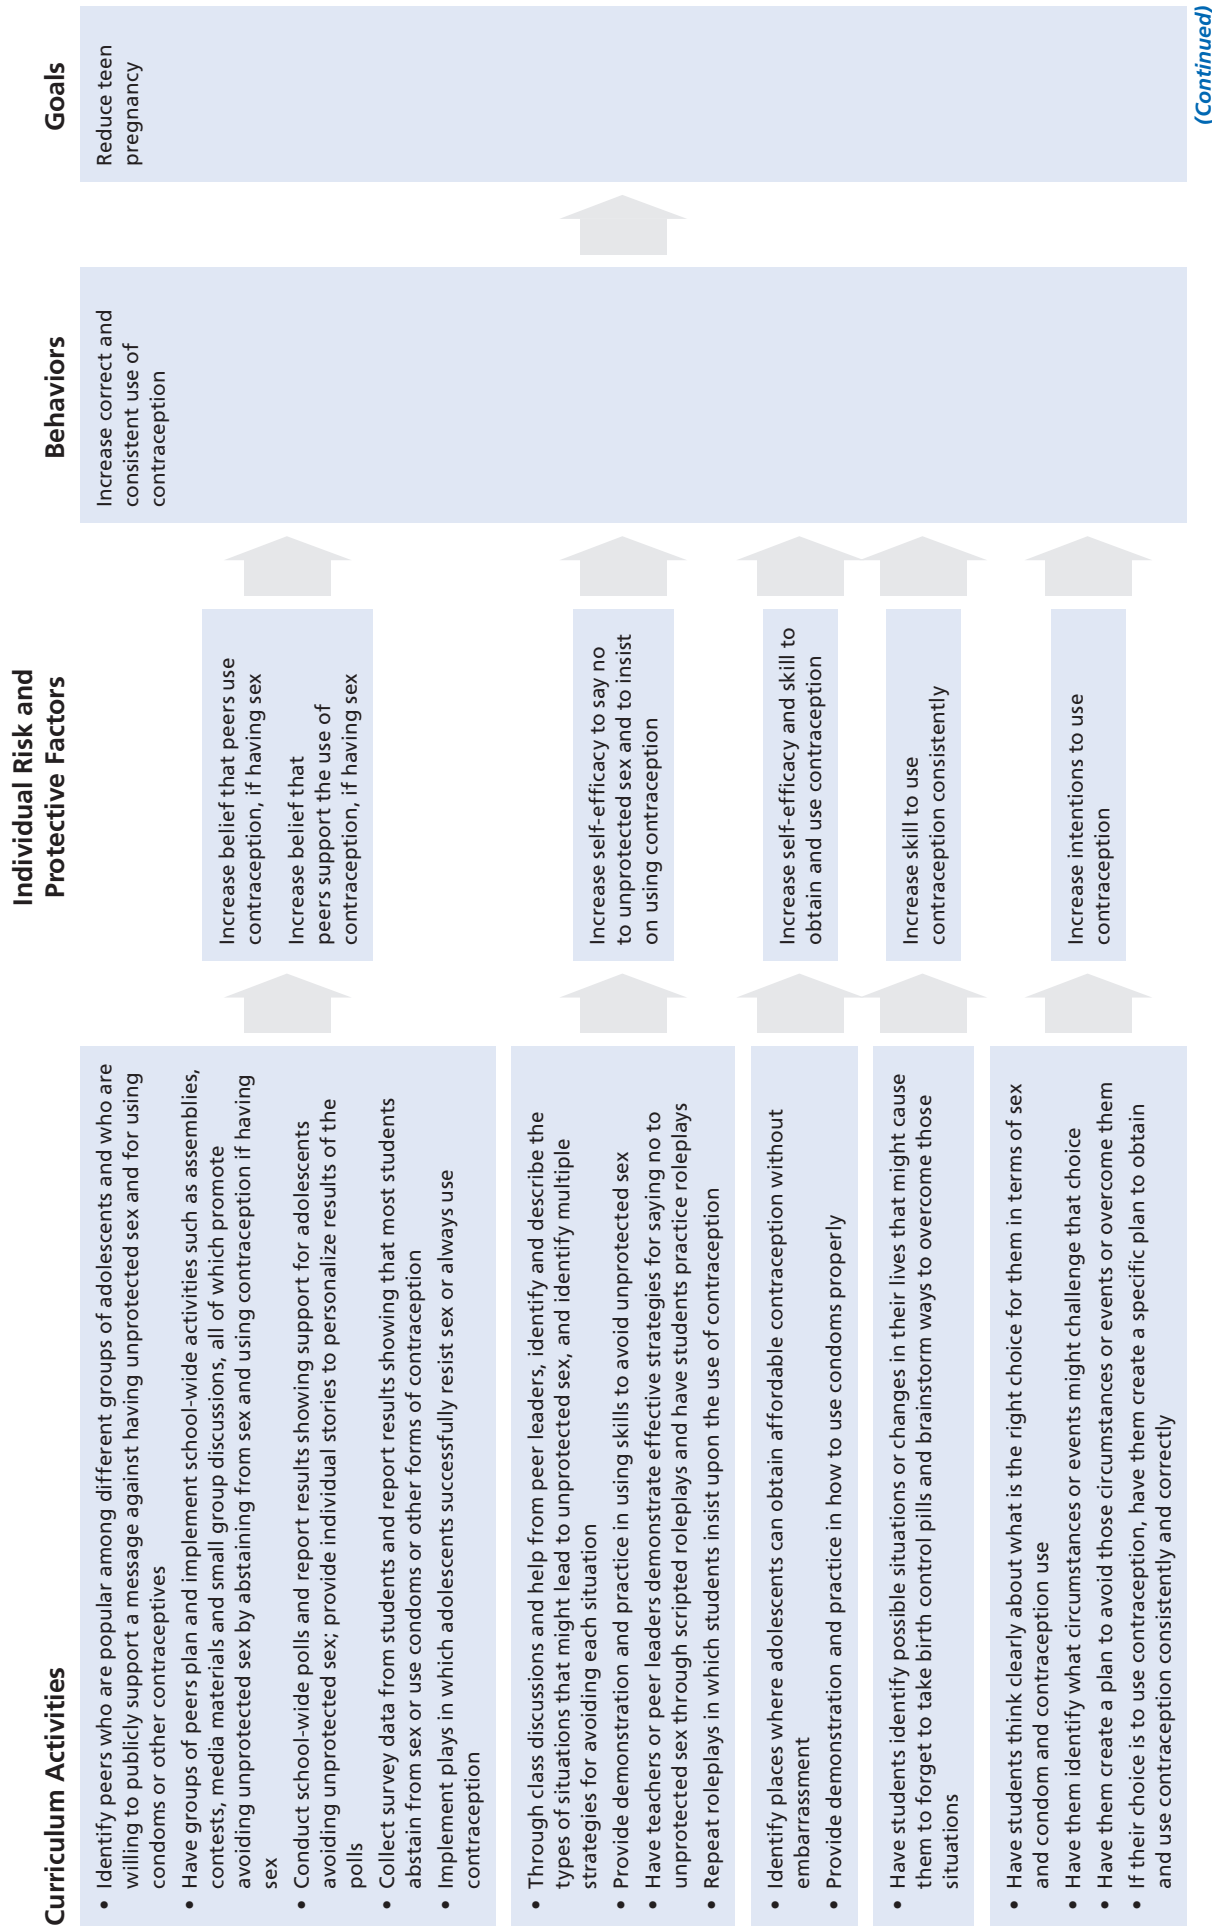 Curriculum Activities
Individual Risk and
Protective Factors
Behaviors
Goals
• Identify peers who are popular among different groups of adolescents and who are
willing to publicly support a message against having unprotected sex and for using
condoms or other contraceptives
• Have groups of peers plan and implement school-wide activities such as assemblies,
contests, media materials and small group discussions, all of which promote
avoiding unprotected sex by abstaining from sex and using contraception if having
sex
• Conduct school-wide polls and report results showing support for adolescents
avoiding unprotected sex; provide individual stories to personalize results of the
polls
• Collect survey data from students and report results showing that most students
abstain from sex or use condoms or other forms of contraception
• Implement plays in which adolescents successfully resist sex or always use
contraception
Increase belief that peers use
contraception, if having sex
Increase belief that
peers support the use of
contraception, if having sex
Increase correct and
consistent use of
contraception
Reduce teen
pregnancy
• Through class discussions and help from peer leaders, identify and describe the
types of situations that might lead to unprotected sex, and identify multiple
strategies for avoiding each situation
• Provide demonstration and practice in using skills to avoid unprotected sex
• Have teachers or peer leaders demonstrate effective strategies for saying no to
unprotected sex through scripted roleplays and have students practice roleplays
• Repeat roleplays in which students insist upon the use of contraception
Increase self-efficacy to say no
to unprotected sex and to insist
on using contraception
• Identify places where adolescents can obtain affordable contraception without
embarrassment
• Provide demonstration and practice in how to use condoms properly
Increase self-efficacy and skill to
obtain and use contraception
• Have students identify possible situations or changes in their lives that might cause
them to forget to take birth control pills and brainstorm ways to overcome those
situations
Increase skill to use
contraception consistently
• Have students think clearly about what is the right choice for them in terms of sex
and condom and contraception use
• Have them identify what circumstances or events might challenge that choice
• Have them create a plan to avoid those circumstances or events or overcome them
• If their choice is to use contraception, have them create a specific plan to obtain
and use contraception consistently and correctly
Increase intentions to use
contraception
(Continued)